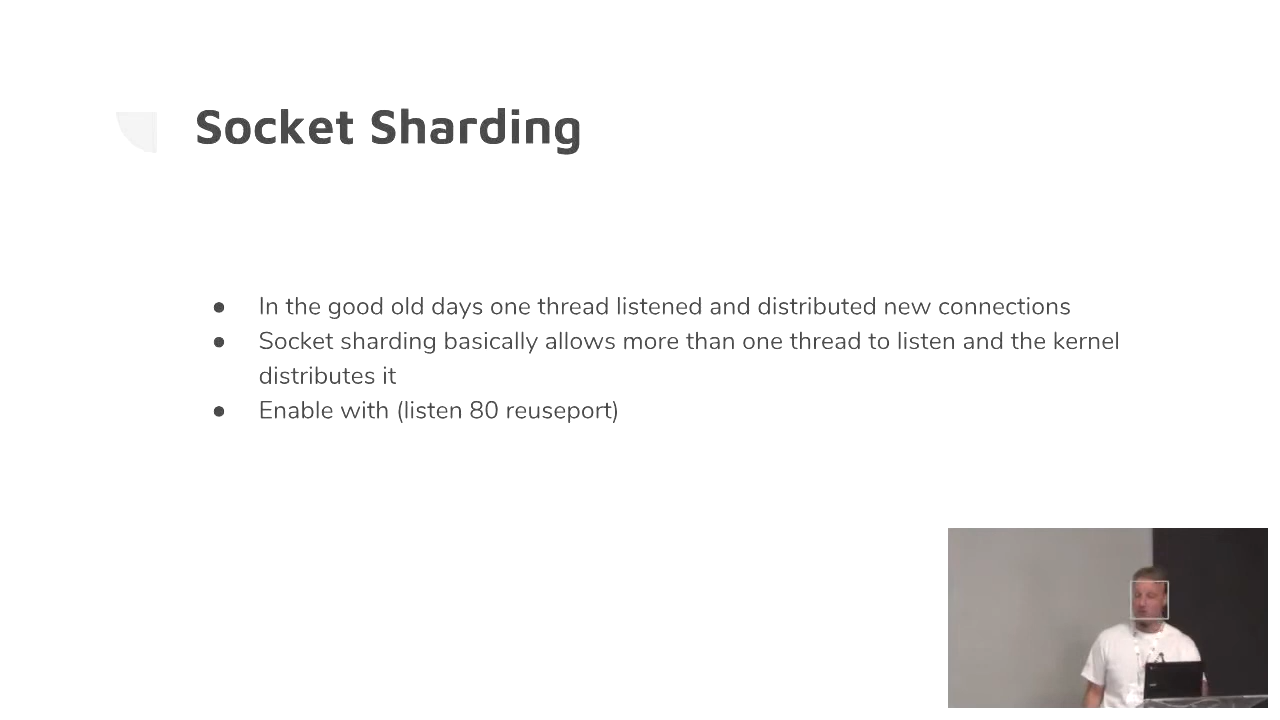 Socket Sharding
● In the good old days one thread listened and distributed new connections
● Socket sharding basically allows more than one thread to listen and the kernel
distributes it
● Enable with (listen 80 reuseport)